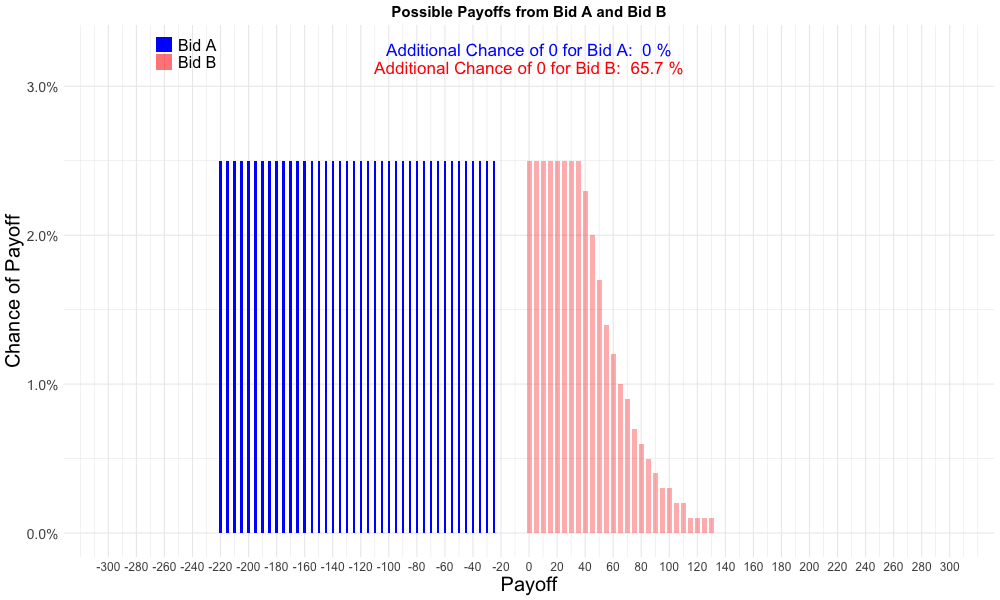 Possible Payoffs from Bid A and Bid B
Bid A
Bid B
Additional Chance of 0 for Bid A:  0 %
Additional Chance of 0 for Bid B:  65.7 %
Chance of Payoff
3.0%
2.0%
1.0%
0.0%
-300 -280 -260 -240 -220 -200 -180 -160 -140 -120 -100 -80 -60 -40 -20 0 20 40 60 80 100 120 140 160 180 200 220 240 260 280 300
Payoff